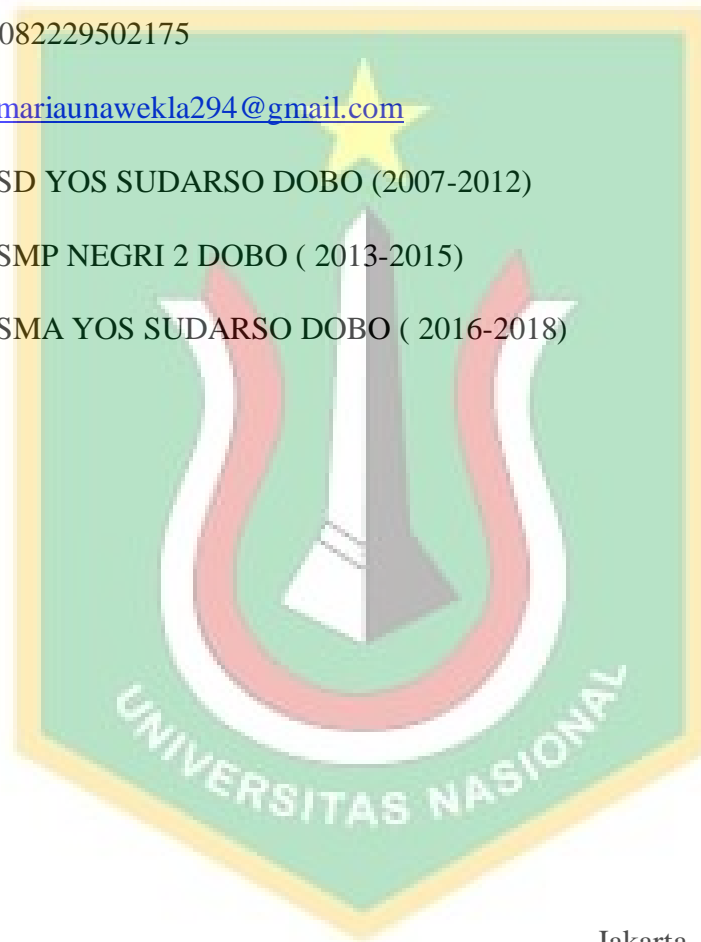 082229502175
mariaunawekla294@gmail.com
SD YOS SUDARSO DOBO (2007-2012)
SMP NEGRI 2 DOBO ( 2013-2015)
SMA YOS SUDARSO DOBO ( 2016-2018)
UNIVERSITAS NASIONAL
Jakarta